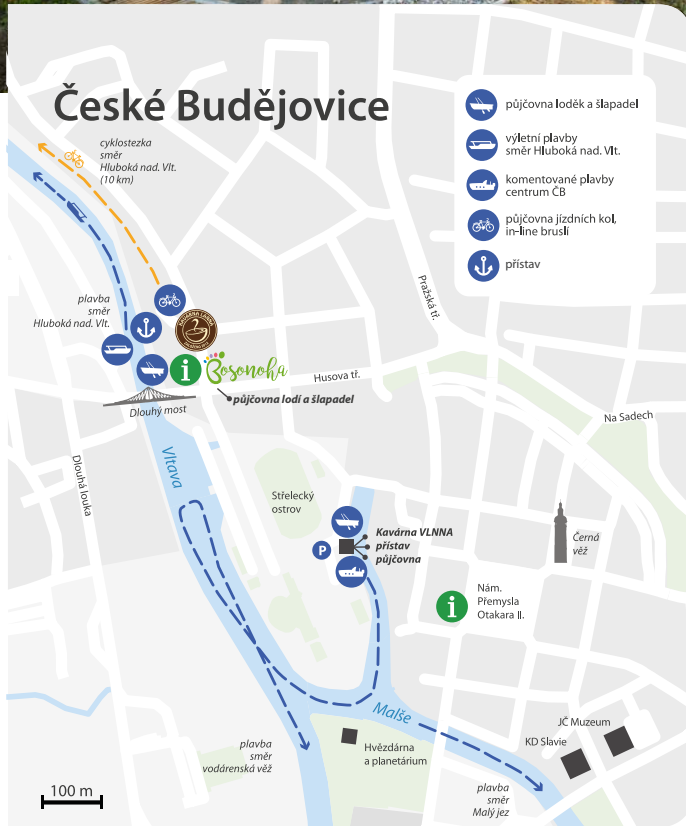 České Budějovice
půjčovna loděk a šlapadel
výletní plavby
směr Hluboká nad. Vlt.
komentované plavby
centrum ČB
půjčovna jízdních kol,
in-line bruslí
přístav
cyklostezka
směr
Hluboká nad. Vlt.
(10 km)
plavba
směr
Hluboká nad. Vlt.
Pražská tř.
i
Bosonoha
Husova tř.
půjčovna lodí a šlapadel
Dlouhý most
Na Sadech
Dlouhá louka
Vltava
Střelecký
ostrov
P
Kavárna VLNNA
přístav
půjčovna
Černá
věž
i
Nám.
Přemysla
Otakara II.
Malše
JČ Muzeum
KD Slavie
Hvězdárna
a planetárium
plavba
směr
vodárenská věž
plavba
směr
Malý jez
100 m